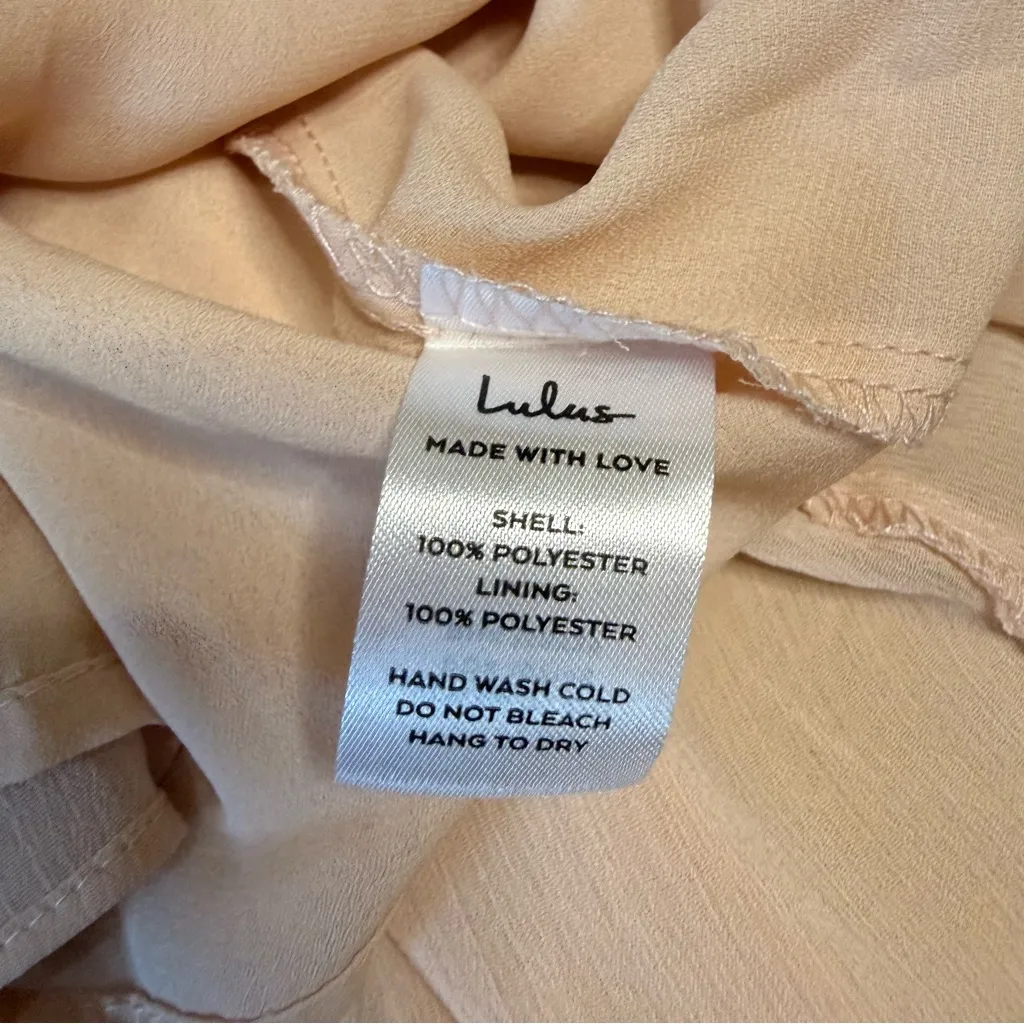 Lulus
MADE WITH LOVE
SHELL:
100% POLYESTER
LINING:
100% POLYESTER
HAND WASH COLD
DO NOT BLEACH
HANG TO DRY